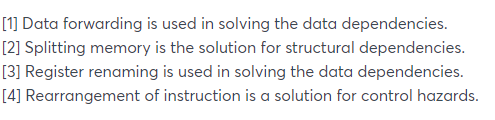 [1] Data forwarding is used in solving the data dependencies.
[2] Splitting memory is the solution for structural dependencies.
[3] Register renaming is used in solving the data dependencies.
[4] Rearrangement of instruction is a solution for control hazards.